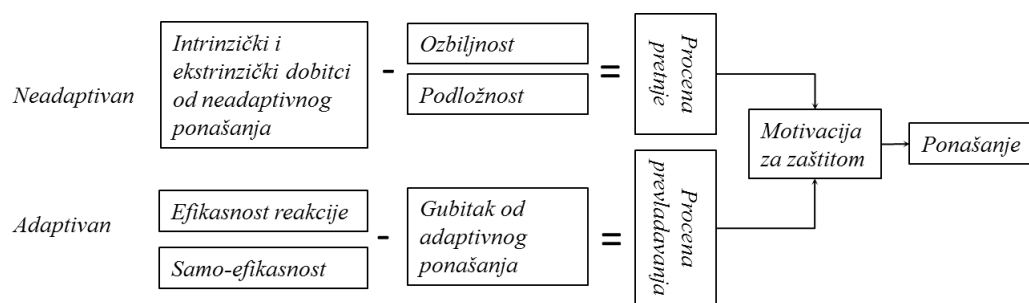 Neadaptivan
Intrinzički i
ekstrinzički dobitci
od neadaptivnog
ponašanja
-
Ozbiljnost
Podložnost
=
Procena
pretnje
Motivacija
za zaštitom
Ponašanje
Adaptivan
Efikasnost reakcije
Samo-efikasnost
-
Gubitak od
adaptivnog
ponašanja
=
Procena
prevladavanja